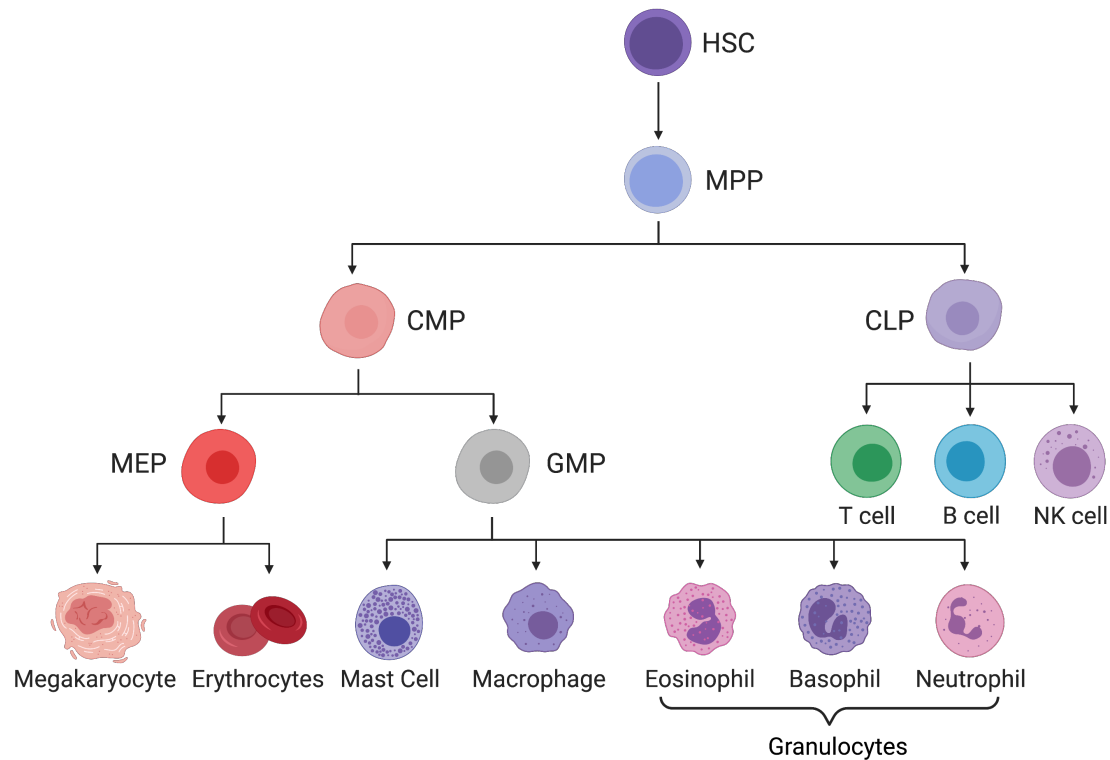 HSC
MPP
CMP
CLP
MEP
GMP
T cell
B cell
NK cell
Megakaryocyte
Erythrocytes
Mast Cell
Macrophage
Eosinophil
Basophil
Neutrophil
Granulocytes